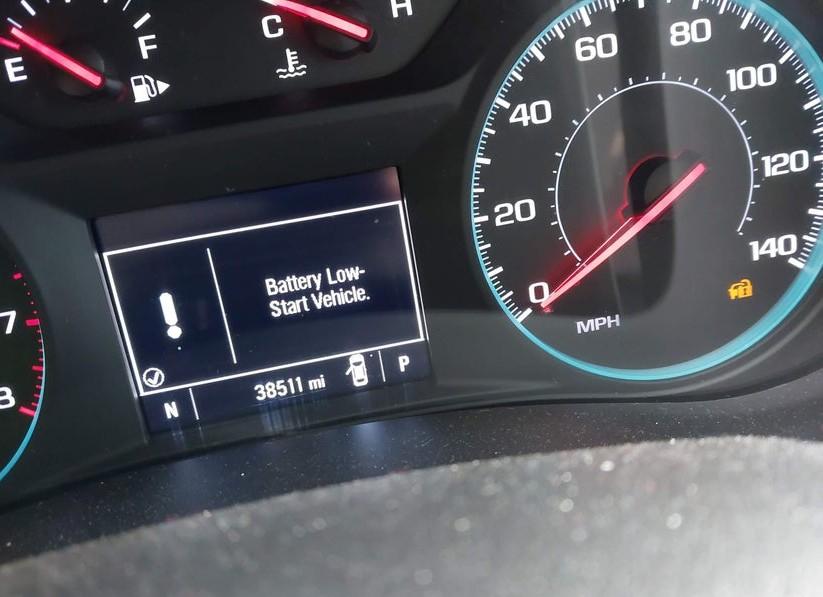 E
F
C
H
20
40
60
80
100
120
140
0
MPH
7
8
Battery Low-
Start Vehicle.
N
38511 mi
P